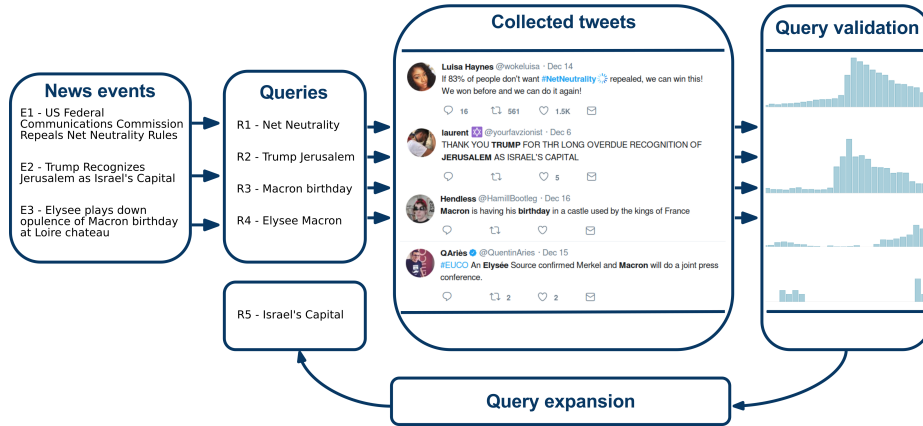 News events
E1 - US Federal
Communications Commission
Repeals Net Neutrality Rules
E2 - Trump Recognizes
Jerusalem as Israel's Capital
E3 - Elysee plays down
opulence of Macron birthday
at Loire chateau
Queries
R1 - Net Neutrality
R2 - Trump Jerusalem
R3 - Macron birthday
R4 - Elysee Macron
R5 - Israel's Capital
Collected tweets
Luisa Haynes @wokeluisa · Dec 14
If 83% of people don't want #NetNeutrality repealed, we can win this!
We won before and we can do it again!
16 561 1.5K
laurent @yourfavzionist · Dec 6
THANK YOU TRUMP FOR THR LONG OVERDUE RECOGNITION OF
JERUSALEM AS ISRAEL'S CAPITAL
5
Hendless @HamillBootleg · Dec 16
Macron is having his birthday in a castle used by the kings of France
QAriès @QuentinAries · Dec 15
#EUCO An Elysée Source confirmed Merkel and Macron will do a joint press
conference.
2 2
Query validation
Query expansion